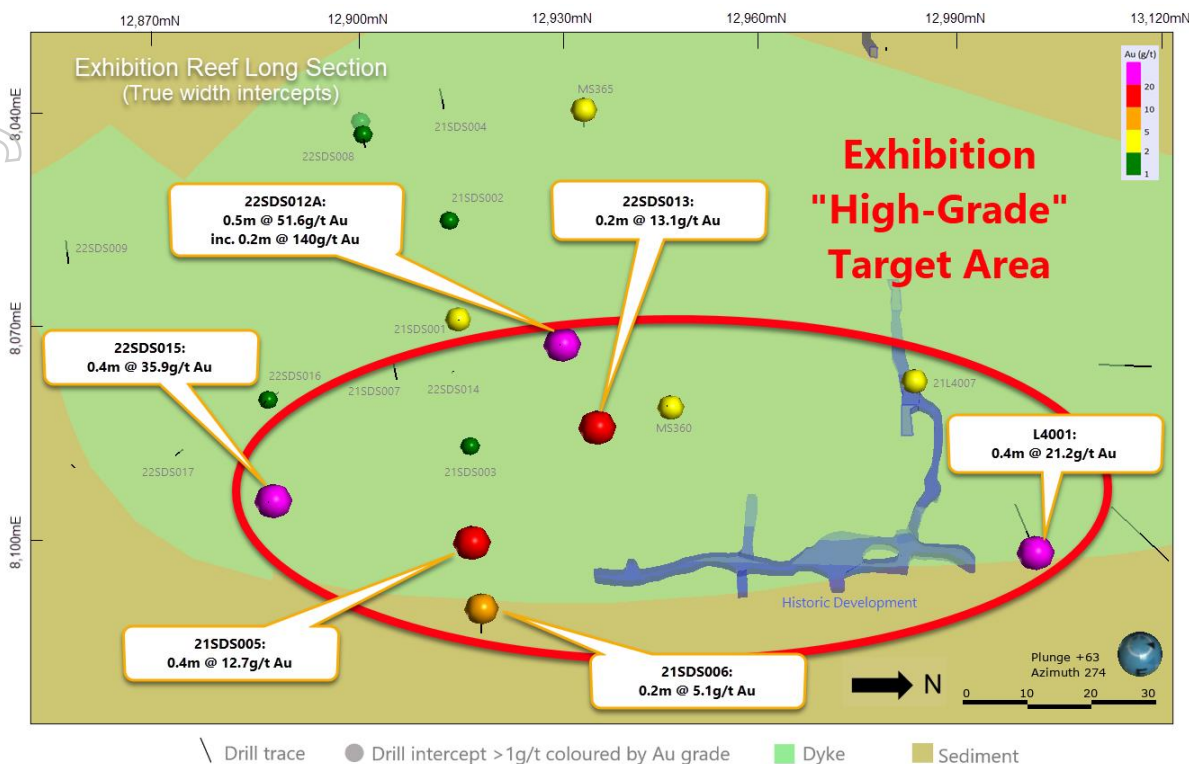 12,870mN
12,900mN
12,930mN
12,960mN
12,990mN
13,120mN
Exhibition Reef Long Section
(True width intercepts)
Au (g/t)
20
10
5
2
1
8,040mE
8,070mE
8,100mE
MS365
21SDS004
22SDS008
21SDS002
22SDS009
Exhibition
"High-Grade"
Target Area
22SDS012A:
0.5m @ 51.6g/t Au
inc. 0.2m @ 140g/t Au
22SDS013:
0.2m @ 13.1g/t Au
21SDS001
22SDS015:
0.4m @ 35.9g/t Au
22SDS016
21SDS007
22SDS014
21L4007
MS360
L4001:
0.4m @ 21.2g/t Au
22SDS017
21SDS003
Historic Development
21SDS005:
0.4m @ 12.7g/t Au
21SDS006:
0.2m @ 5.1g/t Au
N
Plunge +63
Azimuth 274
0 10 20 30
Drill trace
Drill intercept >1g/t coloured by Au grade
Dyke
Sediment